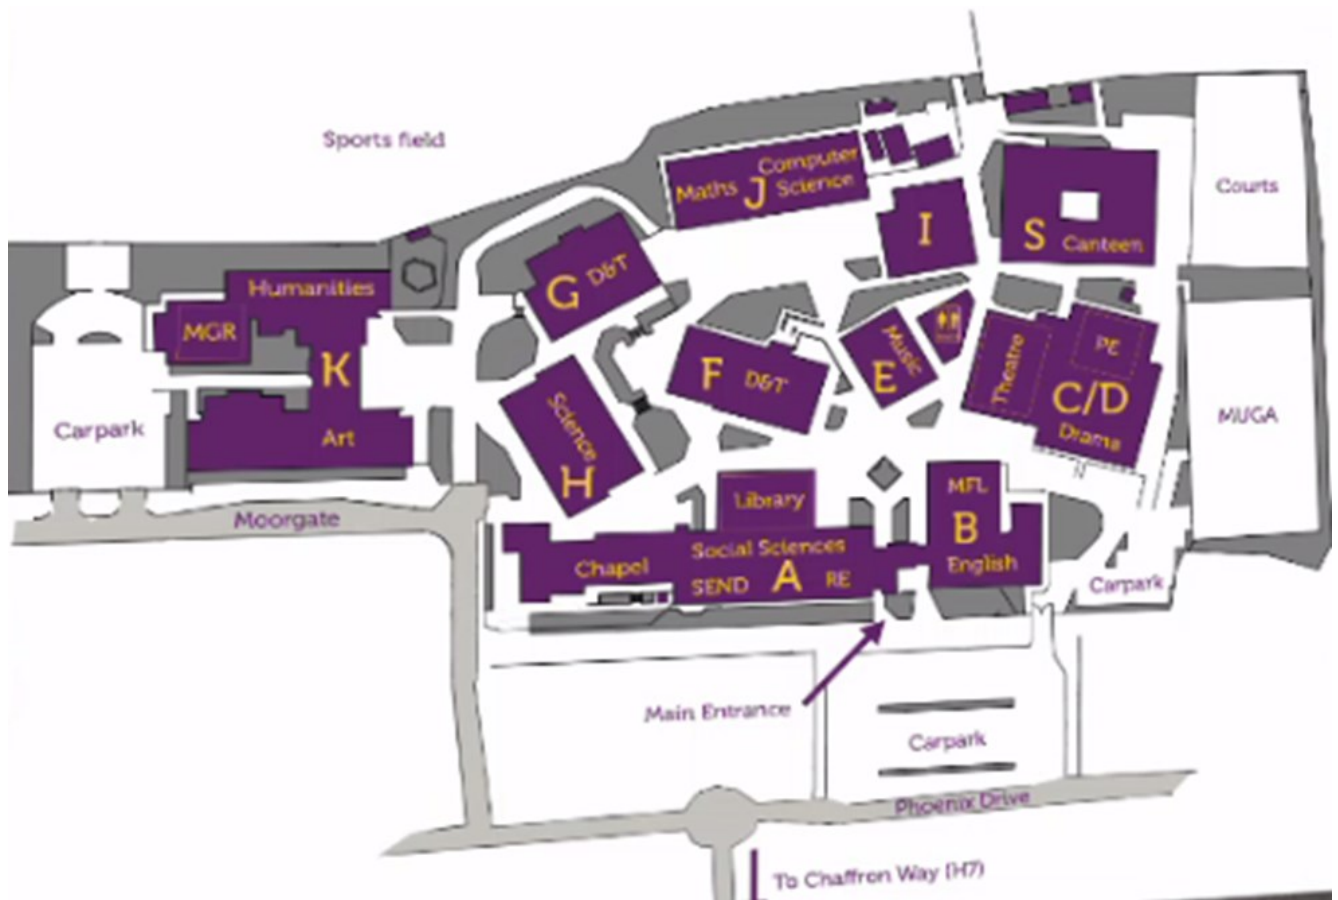 Sports field
Computer
Maths J Science
Courts
I
S Canteen
G D&T
Humanities
MGR
K
Art
Carpark
Music
E
F D&T
Theatre
PE
C/D
Drama
MUGA
Science
H
Moorgate
Library
MFL
B
English
Chapel
Social Sciences
SEND A RE
Carpark
Main Entrance
Carpark
Phoenix Drive
To Chaffron Way (H7)